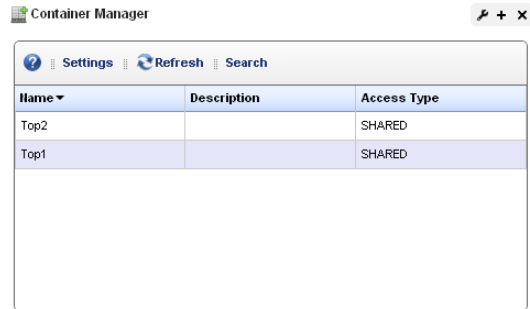 Container Manager
Settings Refresh Search
Name Description Access Type
Top2 SHARED
Top1 SHARED